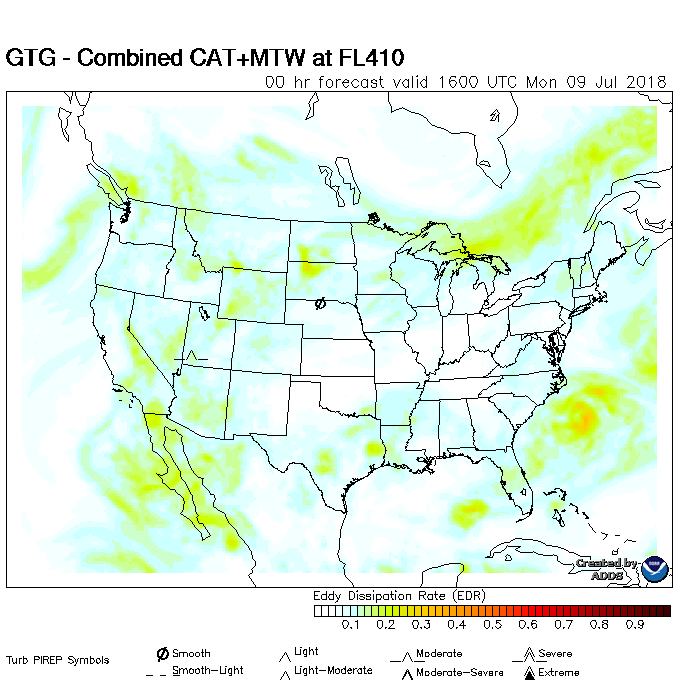 GTG - Combined CAT+MTW at FL410
00 hr forecast valid 1600 UTC Mon 09 Jul 2018
Created by
ADDS
Eddy Dissipation Rate (EDR)
0.1 0.2 0.3 0.4 0.5 0.6 0.7 0.8 0.9
Turb PIREP Symbols
Smooth
Light
Moderate
Severe
Smooth-Light
Light-Moderate
Moderate-Severe
Extreme